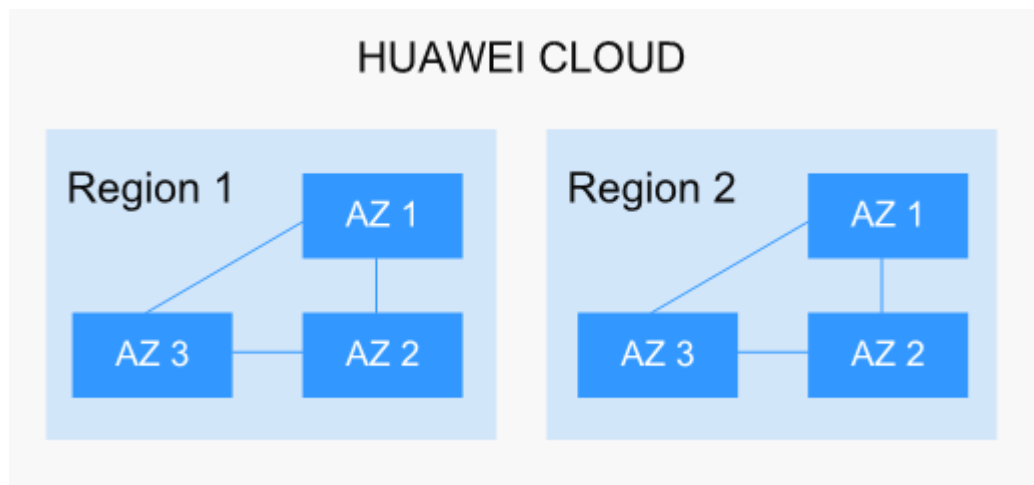 HUAWEI CLOUD
Region 1
AZ 1
AZ 3
AZ 2
Region 2
AZ 1
AZ 3
AZ 2